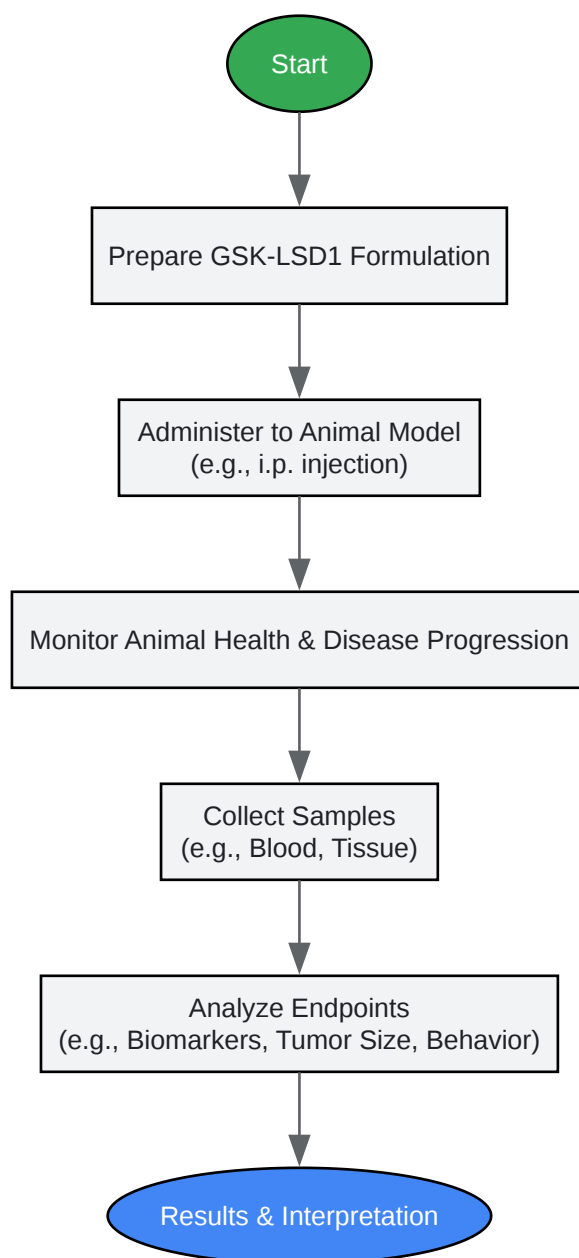 Start
Prepare GSK-LSD1 Formulation
Administer to Animal Model
(e.g., i.p. injection)
Monitor Animal Health & Disease Progression
Collect Samples
(e.g., Blood, Tissue)
Analyze Endpoints
(e.g., Biomarkers, Tumor Size, Behavior)
Results & Interpretation